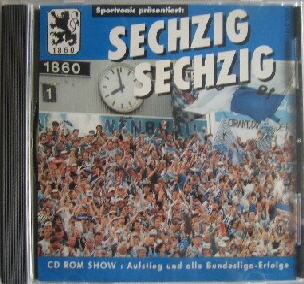 Sportronic präsentiert:
SECHZIG
SECHZIG
1860
1860
1
CD ROM SHOW : Aufstieg und alle Bundesliga-Erfolge